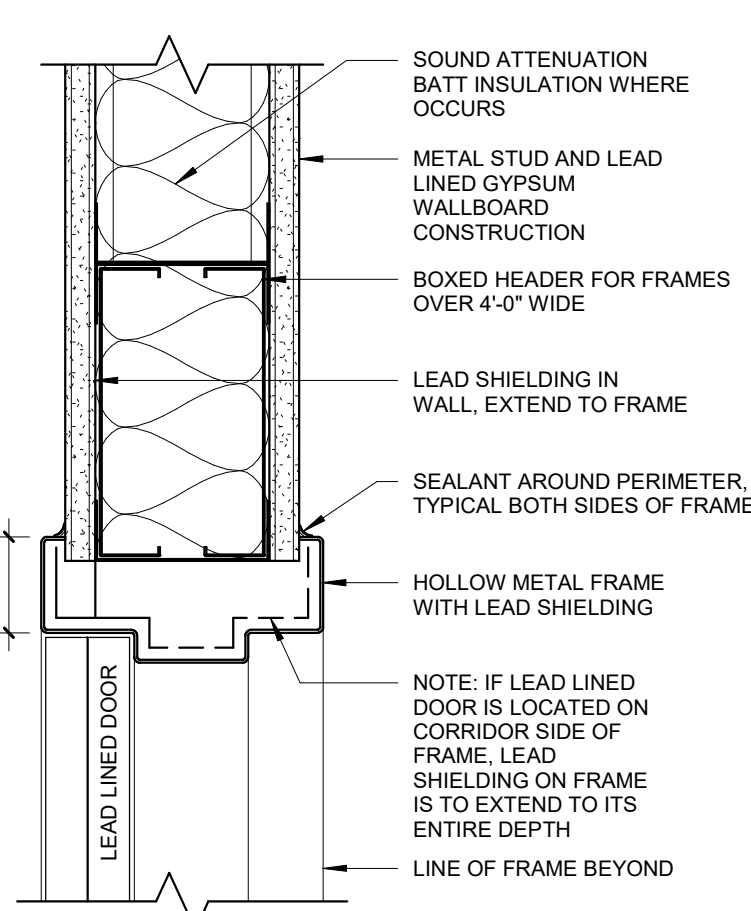 SOUND ATTENUATION
BATT INSULATION WHERE
OCCURS
METAL STUD AND LEAD
LINED GYPSUM
WALLBOARD
CONSTRUCTION
BOXED HEADER FOR FRAMES
OVER 4'-0" WIDE
LEAD SHIELDING IN
WALL, EXTEND TO FRAME
SEALANT AROUND PERIMETER,
TYPICAL BOTH SIDES OF FRAME
HOLLOW METAL FRAME
WITH LEAD SHIELDING
NOTE: IF LEAD LINED
DOOR IS LOCATED ON
CORRIDOR SIDE OF
FRAME, LEAD
SHIELDING ON FRAME
IS TO EXTEND TO ITS
ENTIRE DEPTH
LINE OF FRAME BEYOND
LEAD LINED DOOR